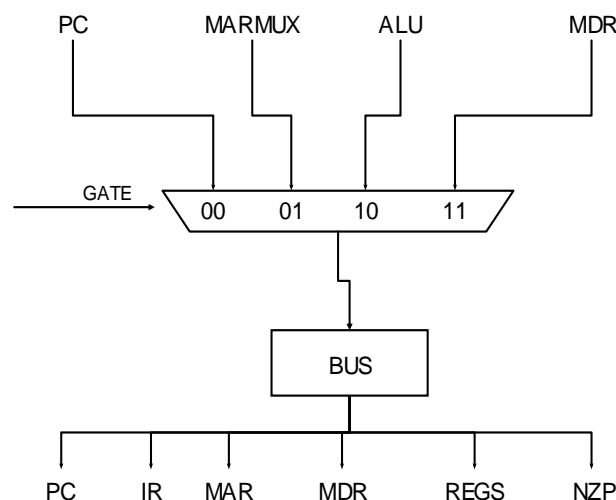 PC MARMUX ALU MDR
GATE
00 01 10 11
BUS
PC IR MAR MDR REGS NZP